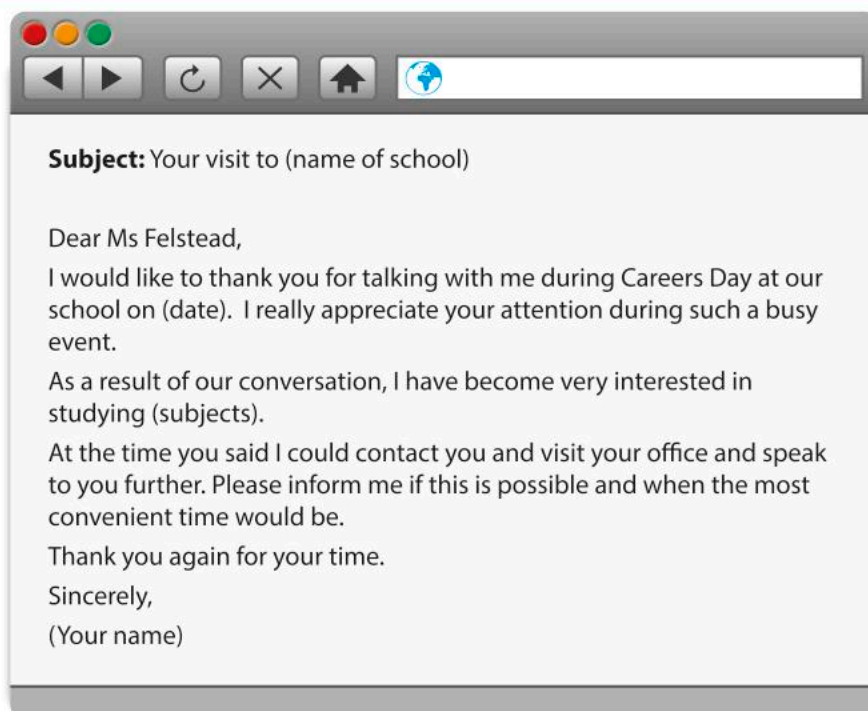 Subject: Your visit to (name of school)
Dear Ms Felstead,
I would like to thank you for talking with me during Careers Day at our
school on (date).  I really appreciate your attention during such a busy
event.
As a result of our conversation, I have become very interested in
studying (subjects).
At the time you said I could contact you and visit your office and speak
to you further. Please inform me if this is possible and when the most
convenient time would be.
Thank you again for your time.
Sincerely,
(Your name)